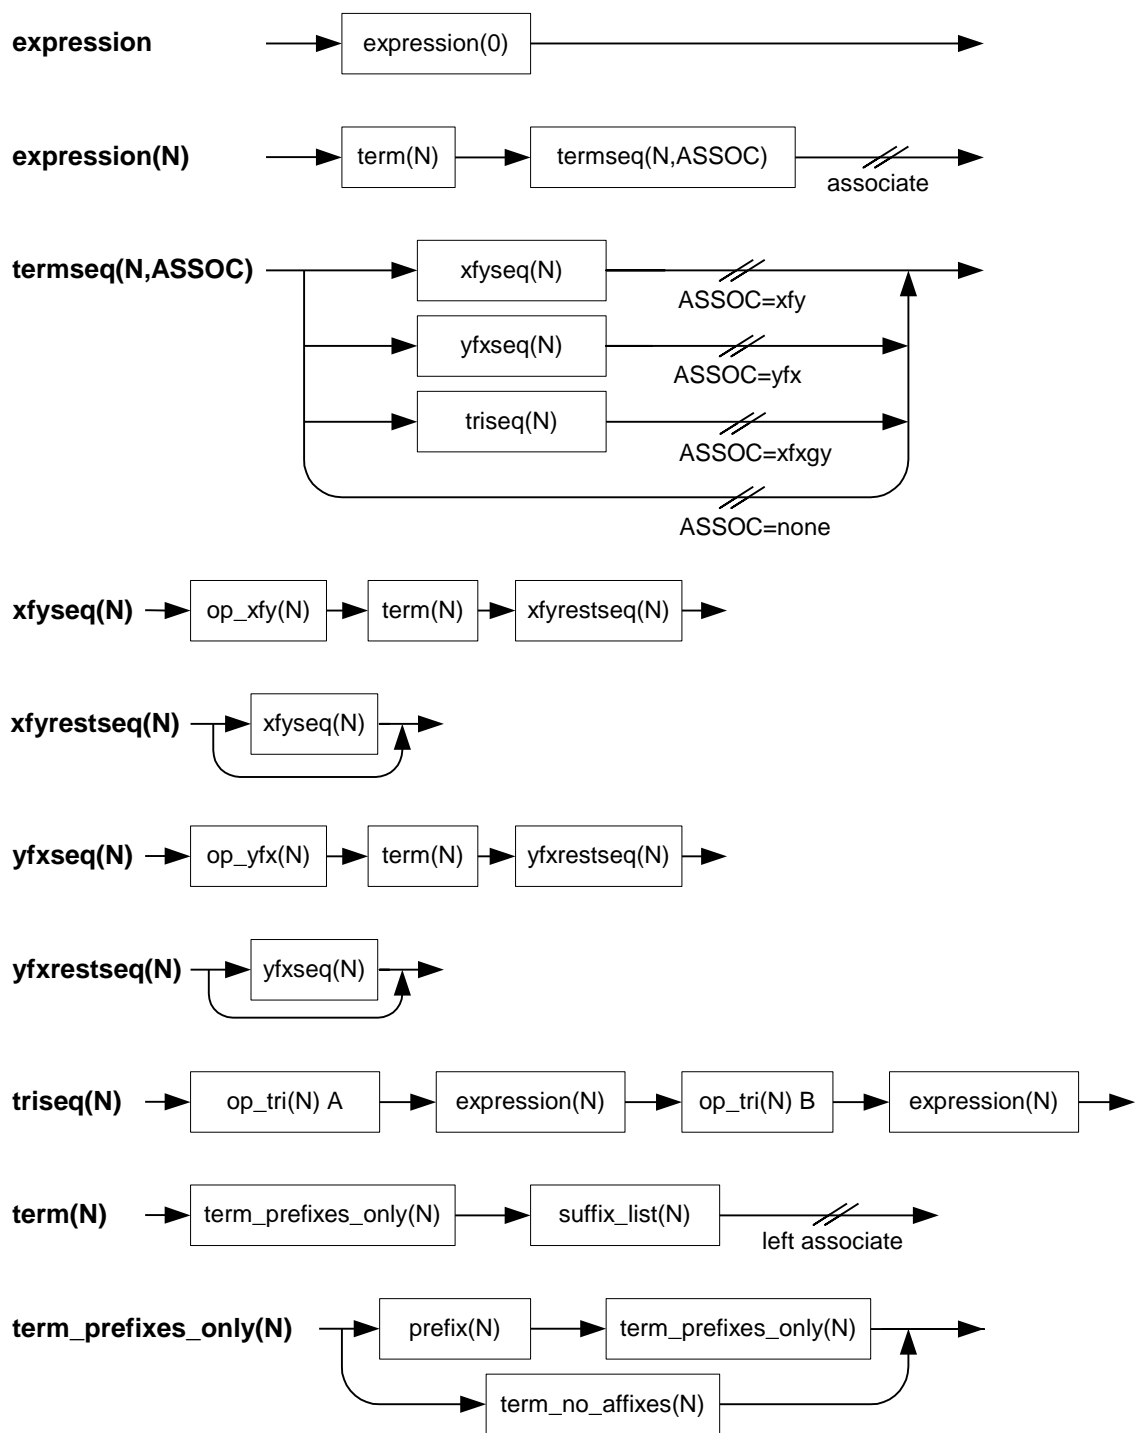 expression expression(0)
expression(N) term(N) termseq(N,ASSOC)
associate
termseq(N,ASSOC) xfyseq(N)
ASSOC=xfy
yfxseq(N)
ASSOC=yfx
triseq(N)
ASSOC=xfxgy
ASSOC=none
xfyseq(N) op_xfy(N) term(N) xfyrestseq(N)
xfyrestseq(N) xfyseq(N)
yfxseq(N) op_yfx(N) term(N) yfxrestseq(N)
yfxrestseq(N) yfxseq(N)
triseq(N) op_tri(N) A expression(N) op_tri(N) B expression(N)
term(N) term_prefixes_only(N) suffix_list(N)
left associate
term_prefixes_only(N) prefix(N) term_prefixes_only(N)
term_no_affixes(N)